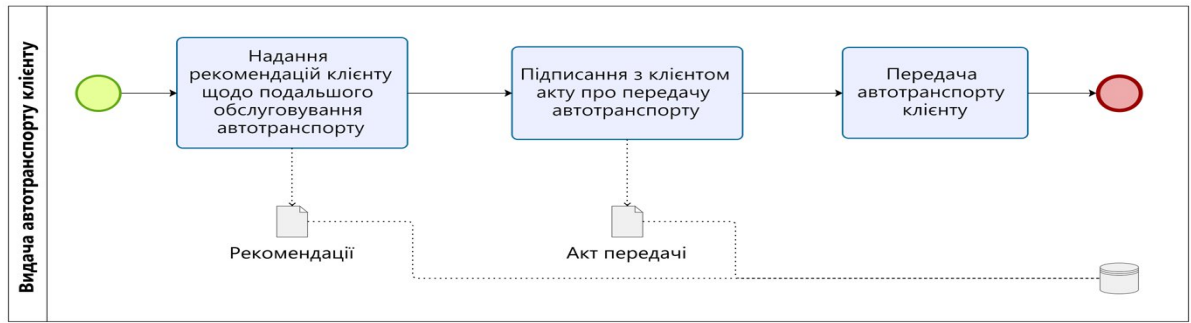 Видача автотранспорту клієнту
Надання
рекомендацій клієнту
щодо подальшого
обслуговування
автотранспорту
Підписання з клієнтом
акту про передачу
автотранспорту
Передача
автотранспорту
клієнту
Рекомендації
Акт передачі